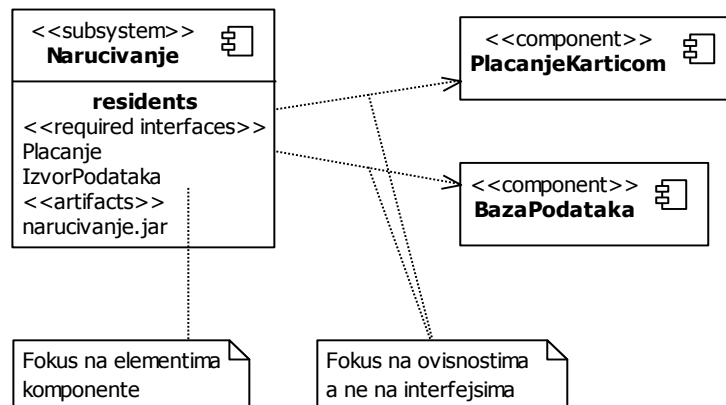 <<subsystem>>
Narucivanje
residents
<<required interfaces>>
Placanje
IzvorPodataka
<<artifacts>>
narucivanje.jar
<<component>>
PlacanjeKarticom
<<component>>
BazaPodataka
Fokus na elementima
komponente
Fokus na ovisnostima
a ne na interfejsima